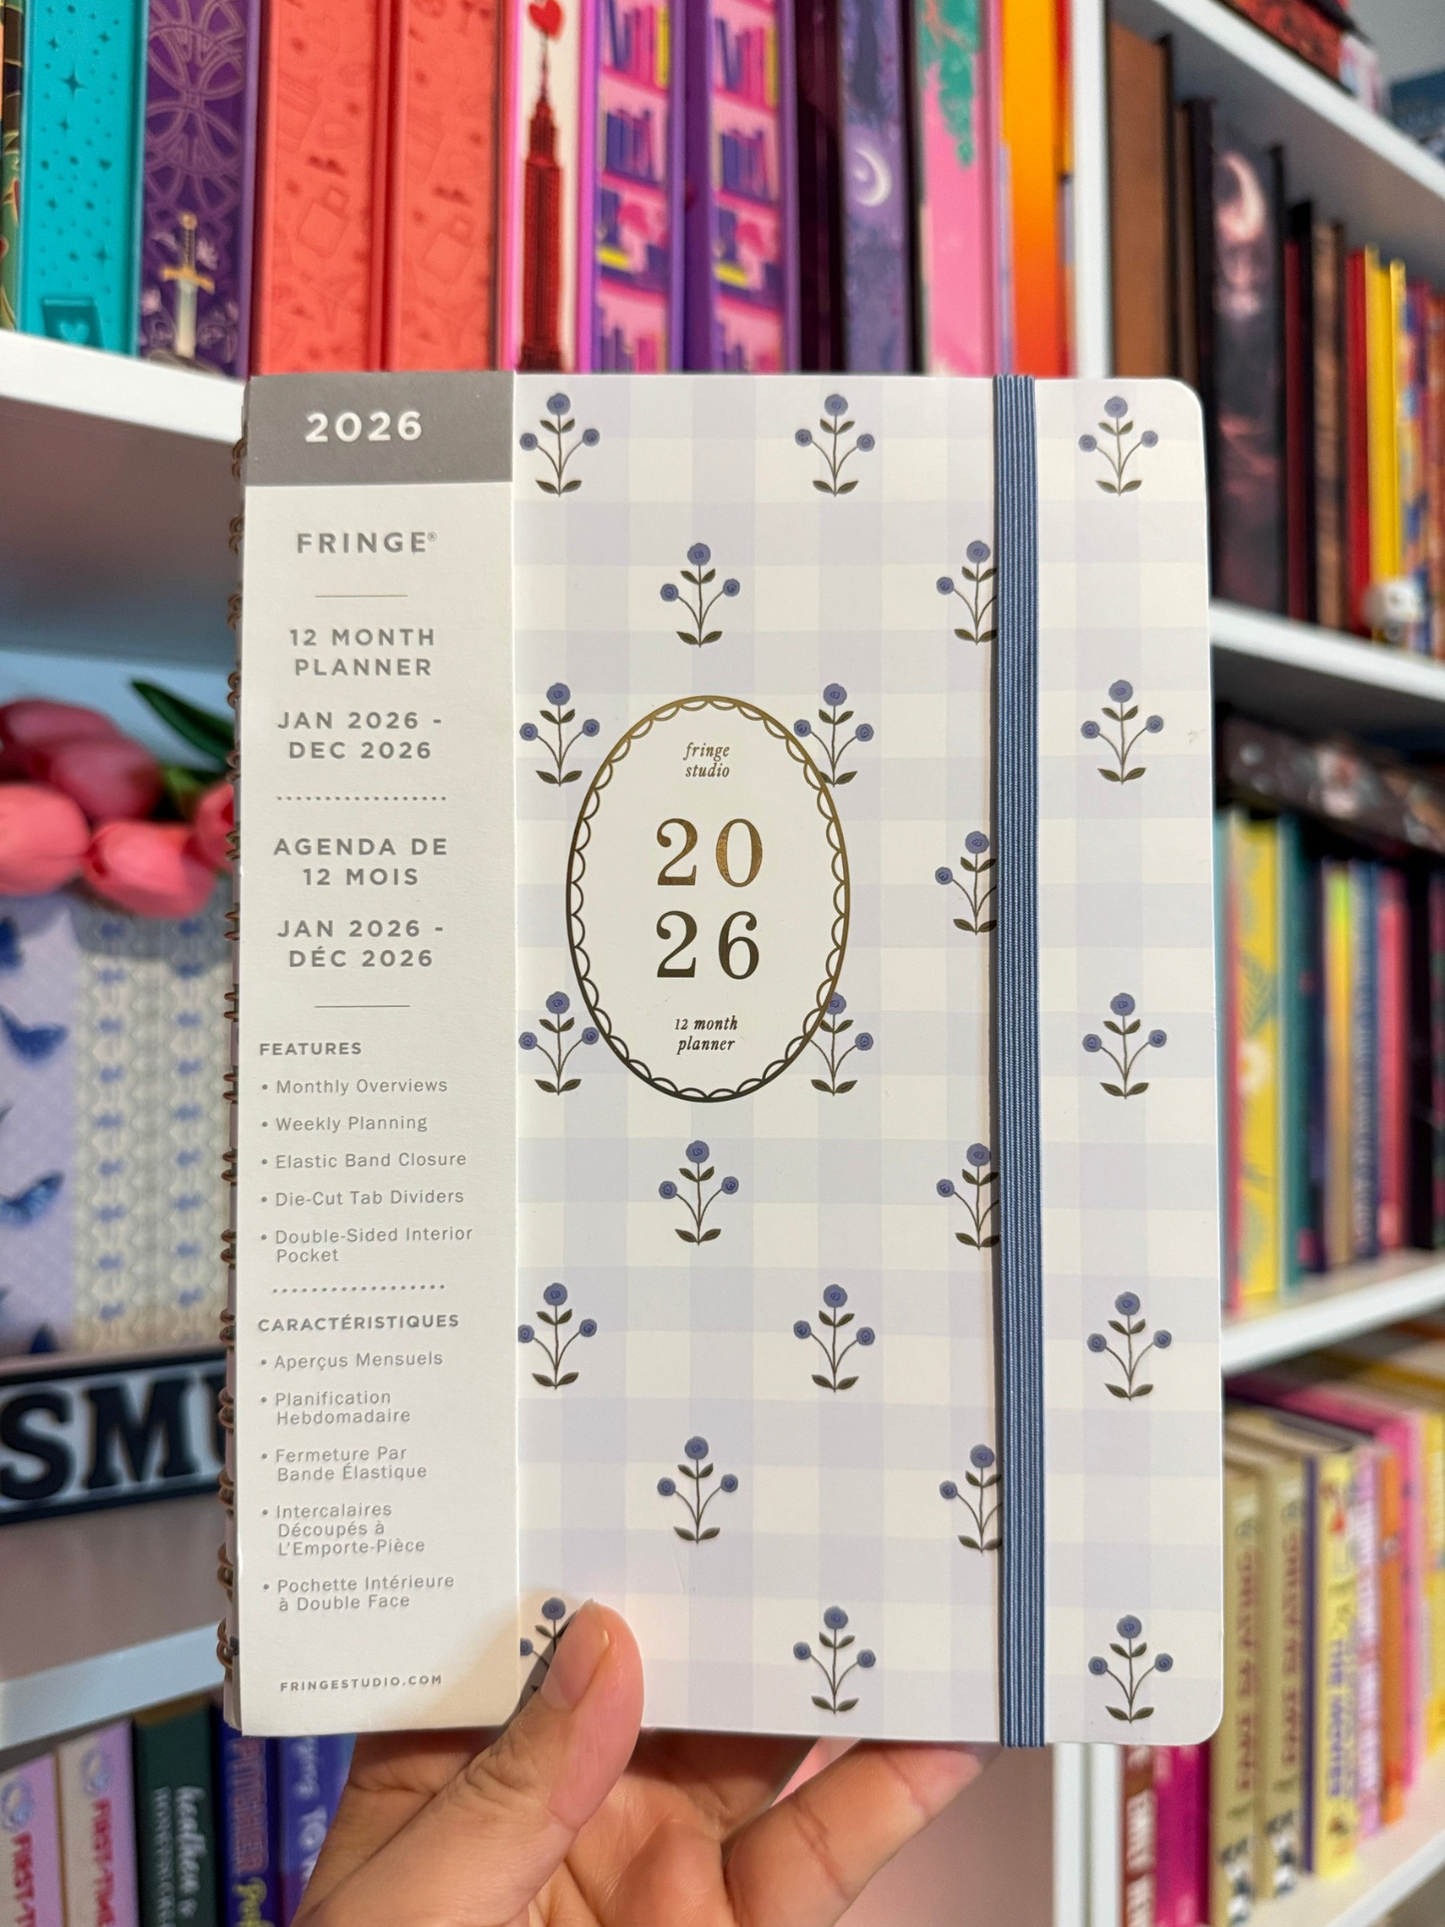 2026
FRINGE®
12 MONTH
PLANNER
JAN 2026 -
DEC 2026
AGENDA DE
12 MOIS
JAN 2026 -
DÉC 2026
FEATURES
• Monthly Overviews
• Weekly Planning
• Elastic Band Closure
• Die-Cut Tab Dividers
• Double-Sided Interior
Pocket
CARACTÉRISTIQUES
• Aperçus Mensuels
• Planification
Hebdomadaire
• Fermeture Par
Bande Élastique
• Intercalaires
Découpés à
L'Emporte-Pièce
• Pochette Intérieure
à Double Face
FRINGESTUDIO.COM
fringe
studio
20
26
12 month
planner
SMU